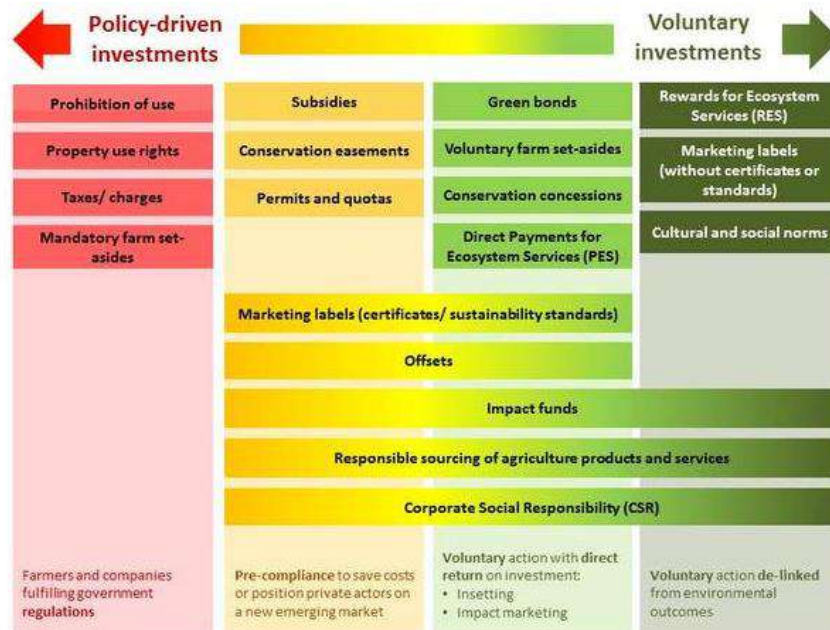 Policy-driven
investments
Voluntary
investments
Prohibition of use
Property use rights
Taxes/ charges
Mandatory farm set-
asides
Subsidies
Conservation easements
Permits and quotas
Green bonds
Voluntary farm set-asides
Conservation concessions
Direct Payments for
Ecosystem Services (PES)
Rewards for Ecosystem
Services (RES)
Marketing labels
(without certificates or
standards)
Cultural and social norms
Marketing labels (certificates/ sustainability standards)
Offsets
Impact funds
Responsible sourcing of agriculture products and services
Corporate Social Responsibility (CSR)
Farmers and companies
fulfilling government
regulations
Pre-compliance to save costs
or position private actors on
a new emerging market
Voluntary action with direct
return on investment:
• Insetting
• Impact marketing
Voluntary action de-linked
from environmental
outcomes